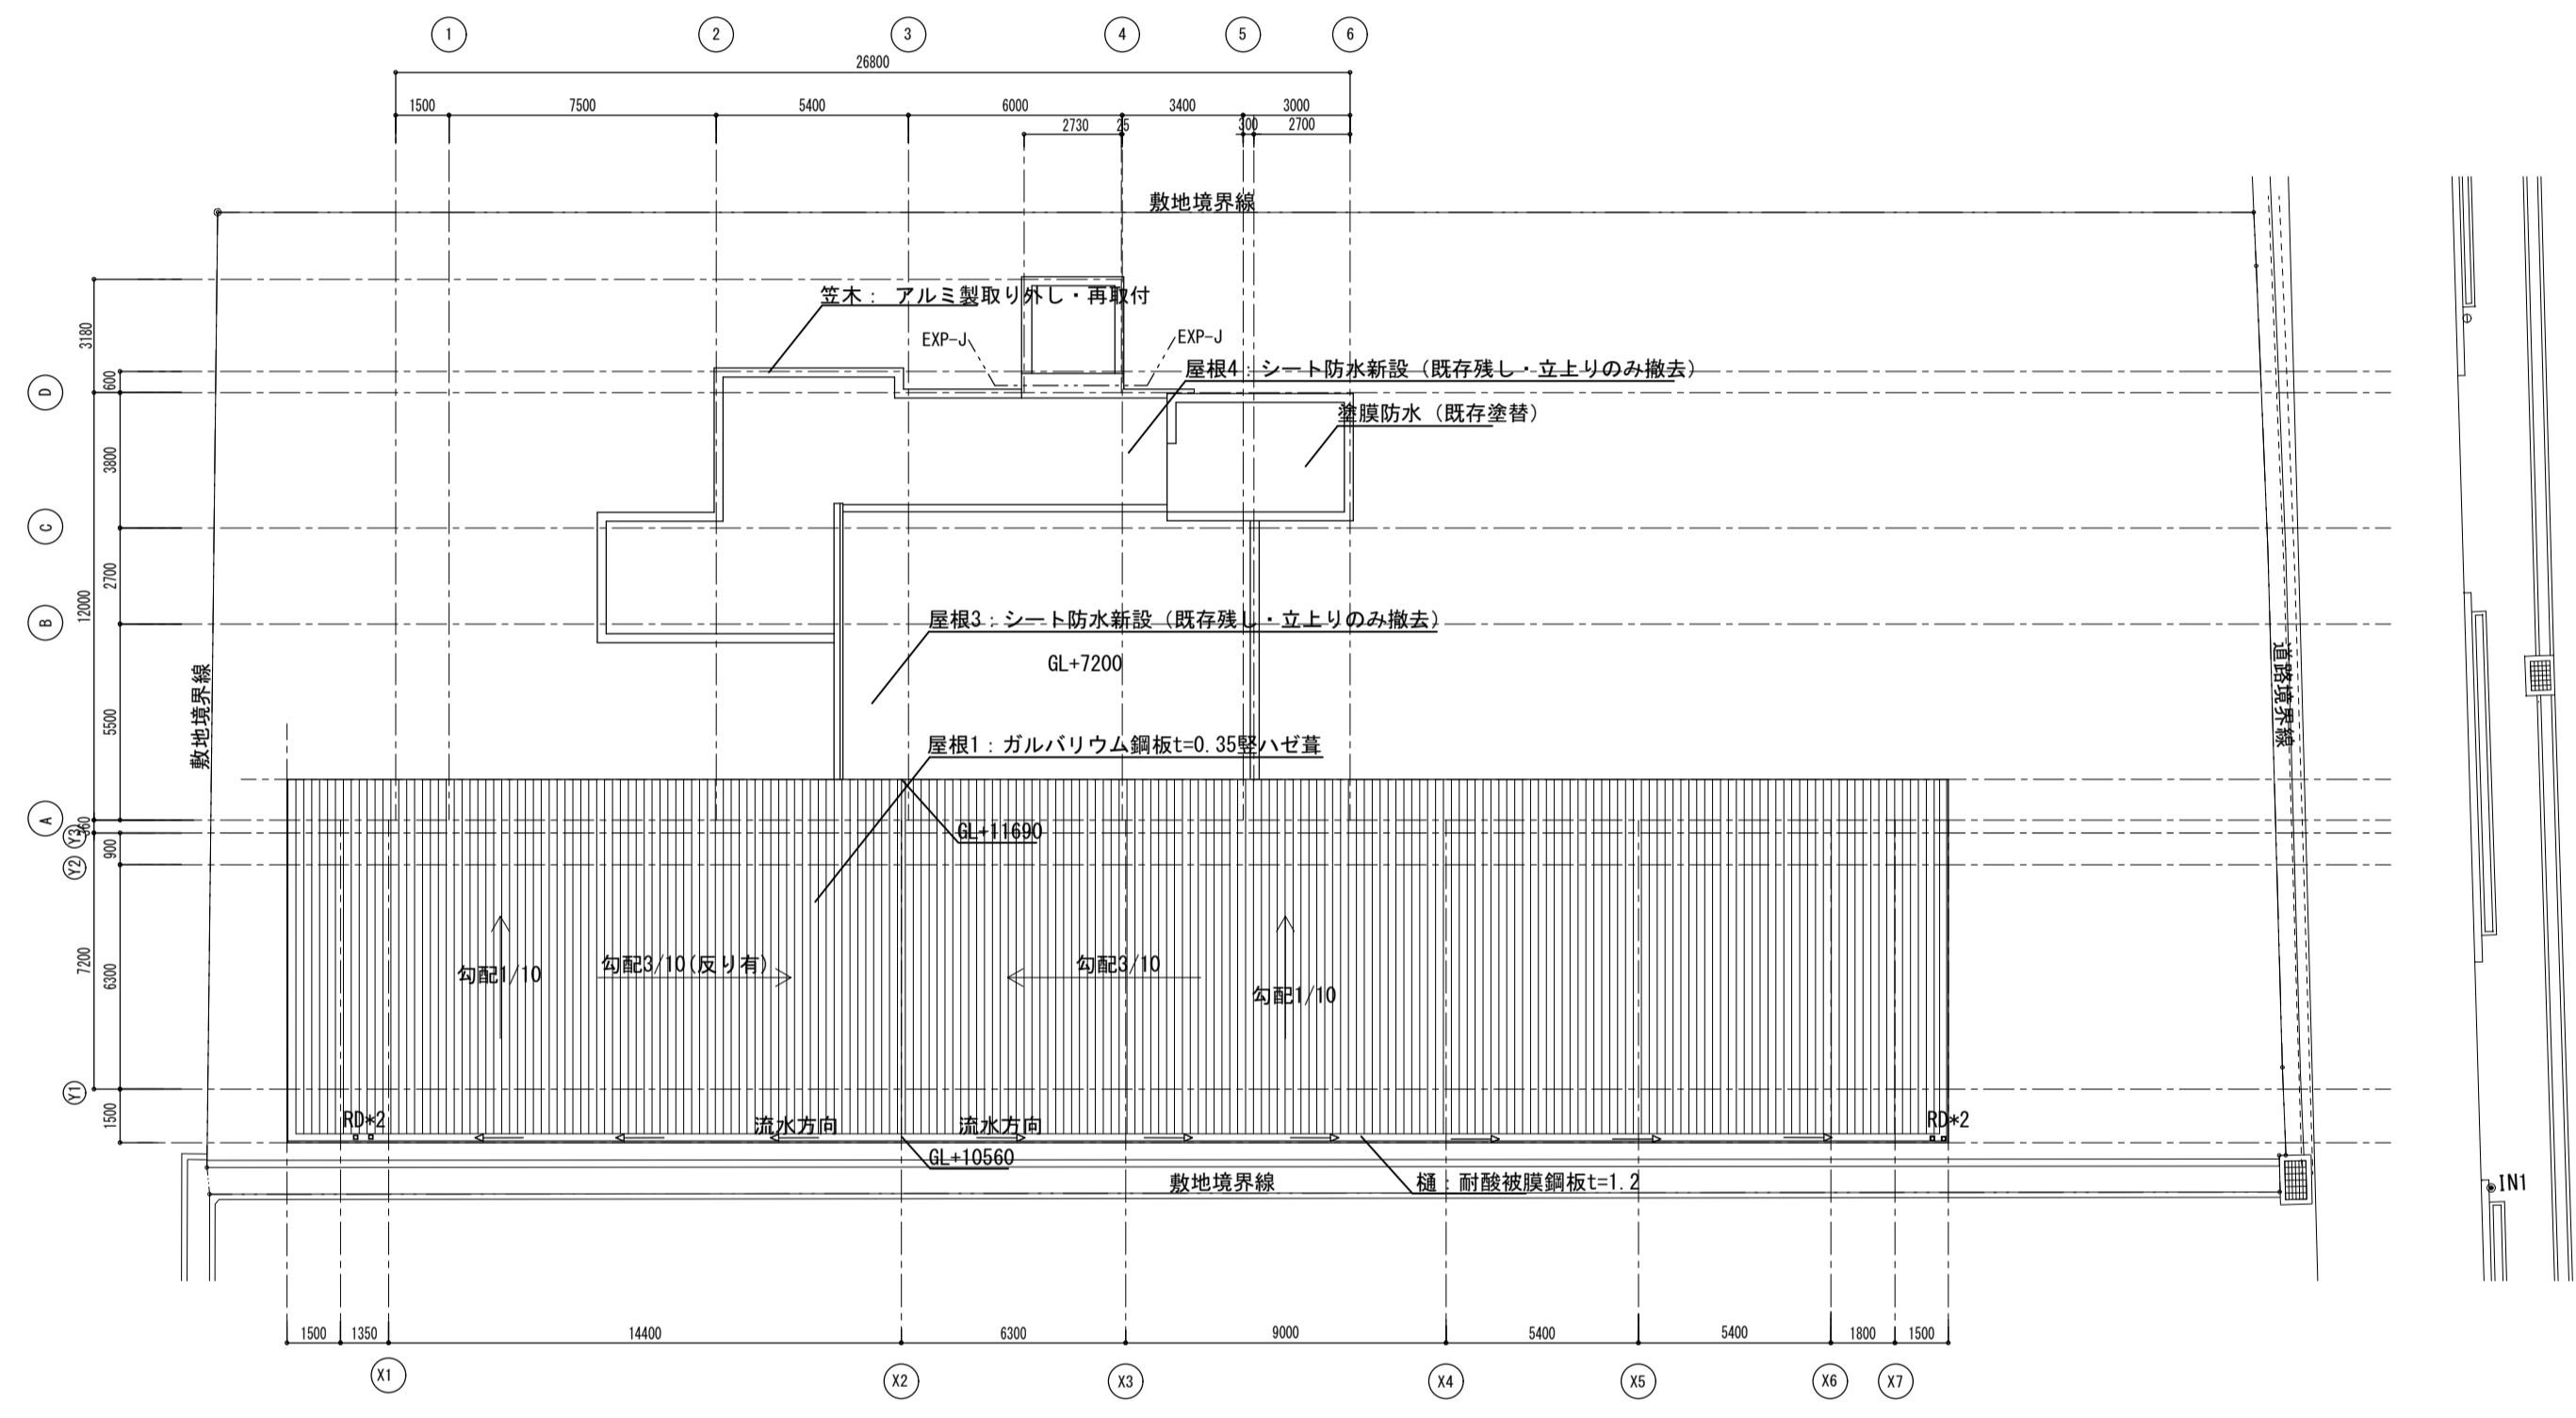 1 2 3 4 5 6
26800
1500 7500 5400 6000 3400 3000
2730 25 300 2700
敷地境界線
笠木： アルミ製取り外し・再取付
EXP-J EXP-J
屋根4：シート防水新設（既存残し・立上りのみ撤去）
塗膜防水（既存塗替）
3180
600
D
3800
C
2700
12000
B
屋根3：シート防水新設（既存残し・立上りのみ撤去）
GL+7200
敷地境界線
道路境界線
5500
屋根1：ガルバリウム鋼板t=0.35竪ハゼ葺
A
360
Y3
900
Y2
GL+11690
7200
6300
勾配1/10
勾配3/10(反り有)
勾配3/10
勾配1/10
Y1
1500
RD*2
流水方向
流水方向
RD*2
GL+10560
敷地境界線
樋：耐酸被膜鋼板t=1.2
IN1
1500 1350 14400 6300 9000 5400 5400 1800 1500
X1 X2 X3 X4 X5 X6 X7